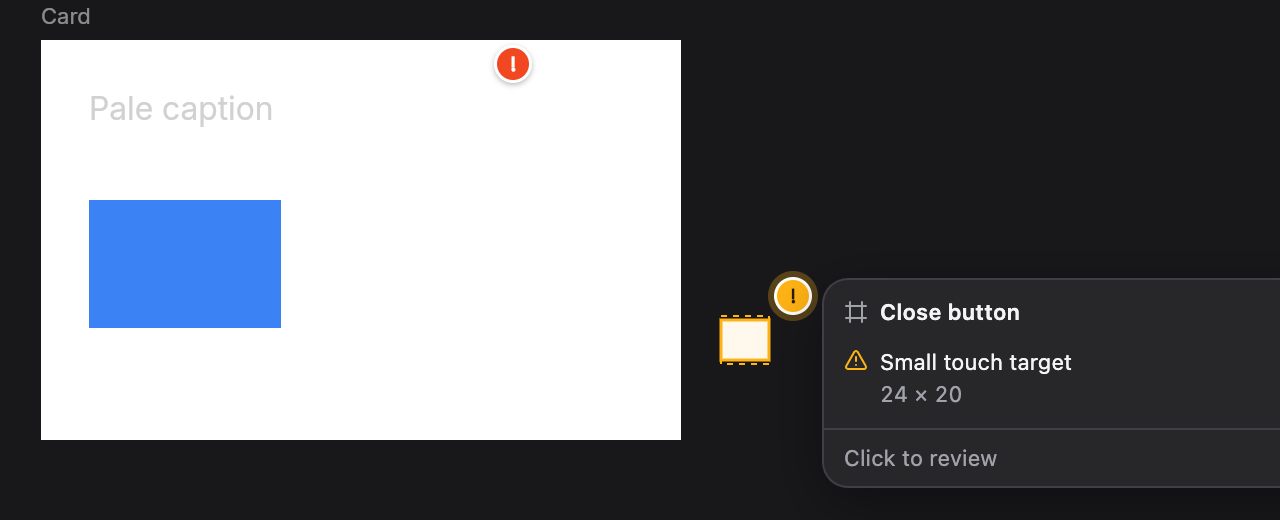 Card
!
Pale caption
!
Close button
Small touch target
24 × 20
Click to review